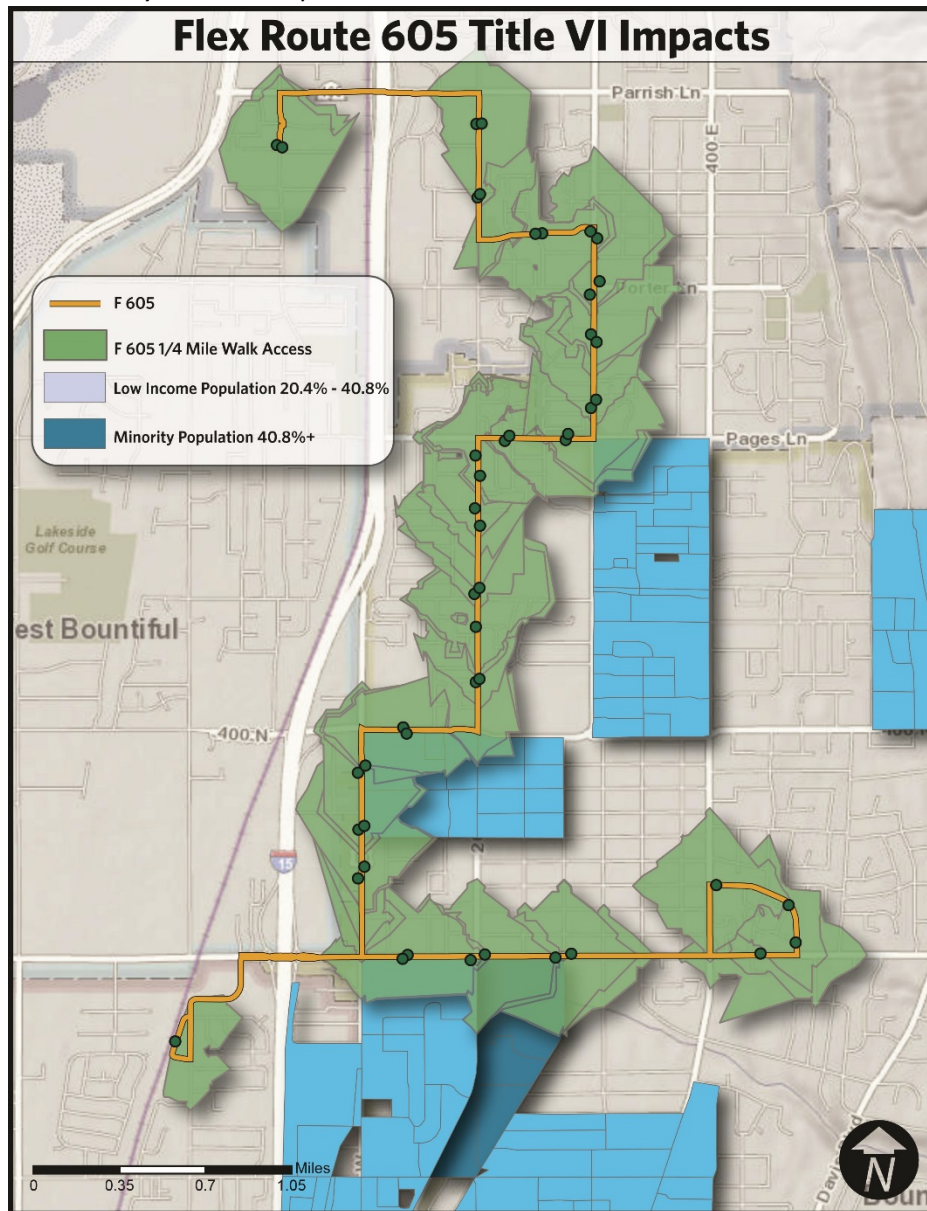 Flex Route 605 Title VI Impacts
Parrish Ln
400 E
Porter Ln
F 605
F 605 1/4 Mile Walk Access
Low Income Population 20.4% - 40.8%
Minority Population 40.8%+
Pages Ln
Lakeside
Golf Course
est Bountiful
400 N
15
Miles
0 0.35 0.7 1.05
N